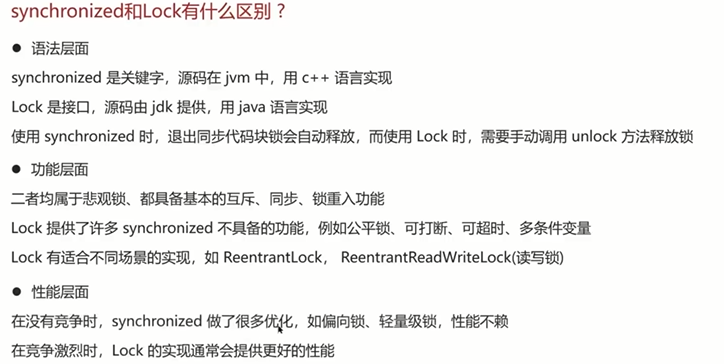 synchronized和Lock有什么区别？
● 语法层面
synchronized 是关键字，源码在 jvm 中，用 c++ 语言实现
Lock 是接口，源码由 jdk 提供，用 java 语言实现
使用 synchronized 时，退出同步代码块锁会自动释放，而使用 Lock 时，需要手动调用 unlock 方法释放锁
● 功能层面
二者均属于悲观锁、都具备基本的互斥、同步、锁重入功能
Lock 提供了许多 synchronized 不具备的功能，例如公平锁、可打断、可超时、多条件变量
Lock 有适合不同场景的实现，如 ReentrantLock， ReentrantReadWriteLock(读写锁)
● 性能层面
在没有竞争时，synchronized 做了很多优化，如偏向锁、轻量级锁，性能不赖
在竞争激烈时，Lock 的实现通常会提供更好的性能